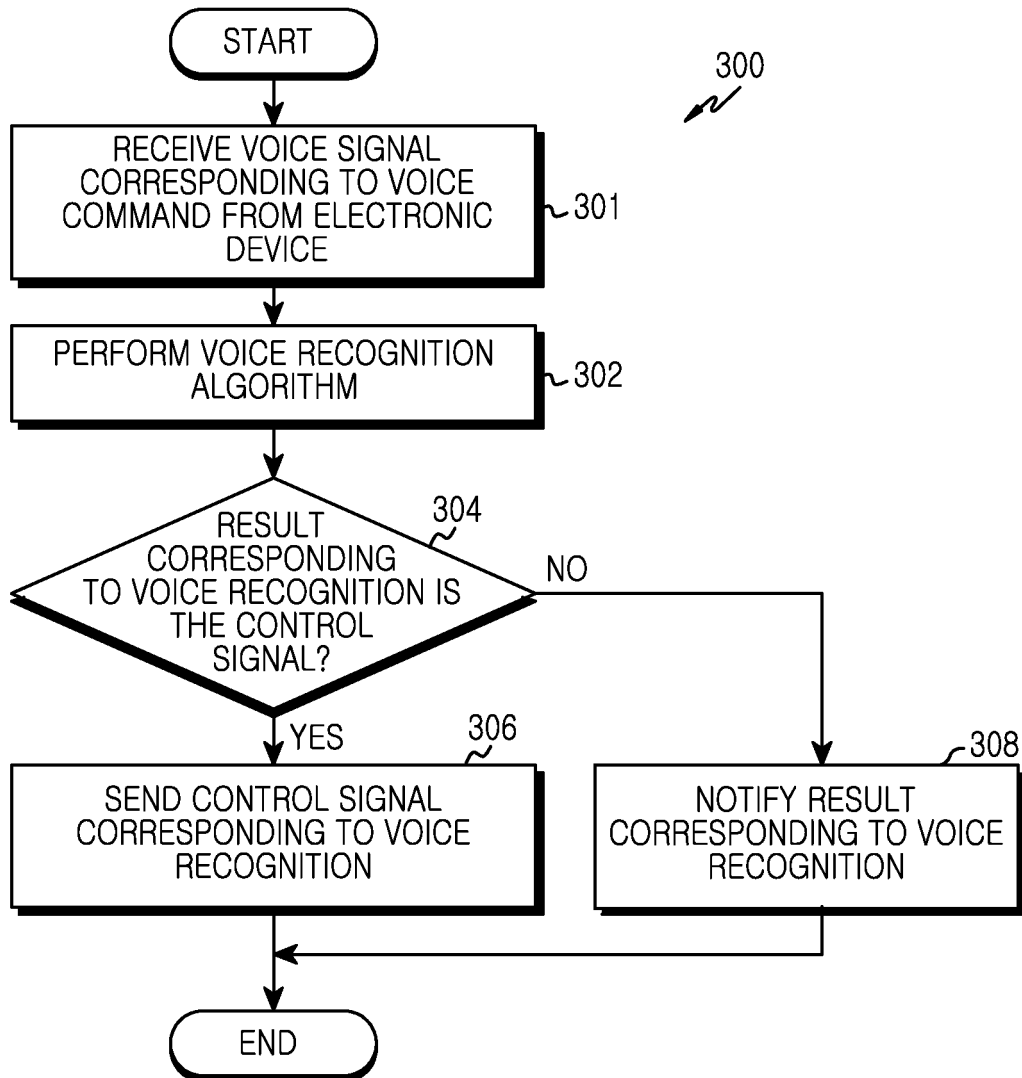 START
300
RECEIVE VOICE SIGNAL
CORRESPONDING TO VOICE
COMMAND FROM ELECTRONIC
DEVICE
301
PERFORM VOICE RECOGNITION
ALGORITHM
302
304
RESULT
CORRESPONDING
TO VOICE RECOGNITION IS
THE CONTROL
SIGNAL?
NO
YES
306
SEND CONTROL SIGNAL
CORRESPONDING TO VOICE
RECOGNITION
308
NOTIFY RESULT
CORRESPONDING TO VOICE
RECOGNITION
END